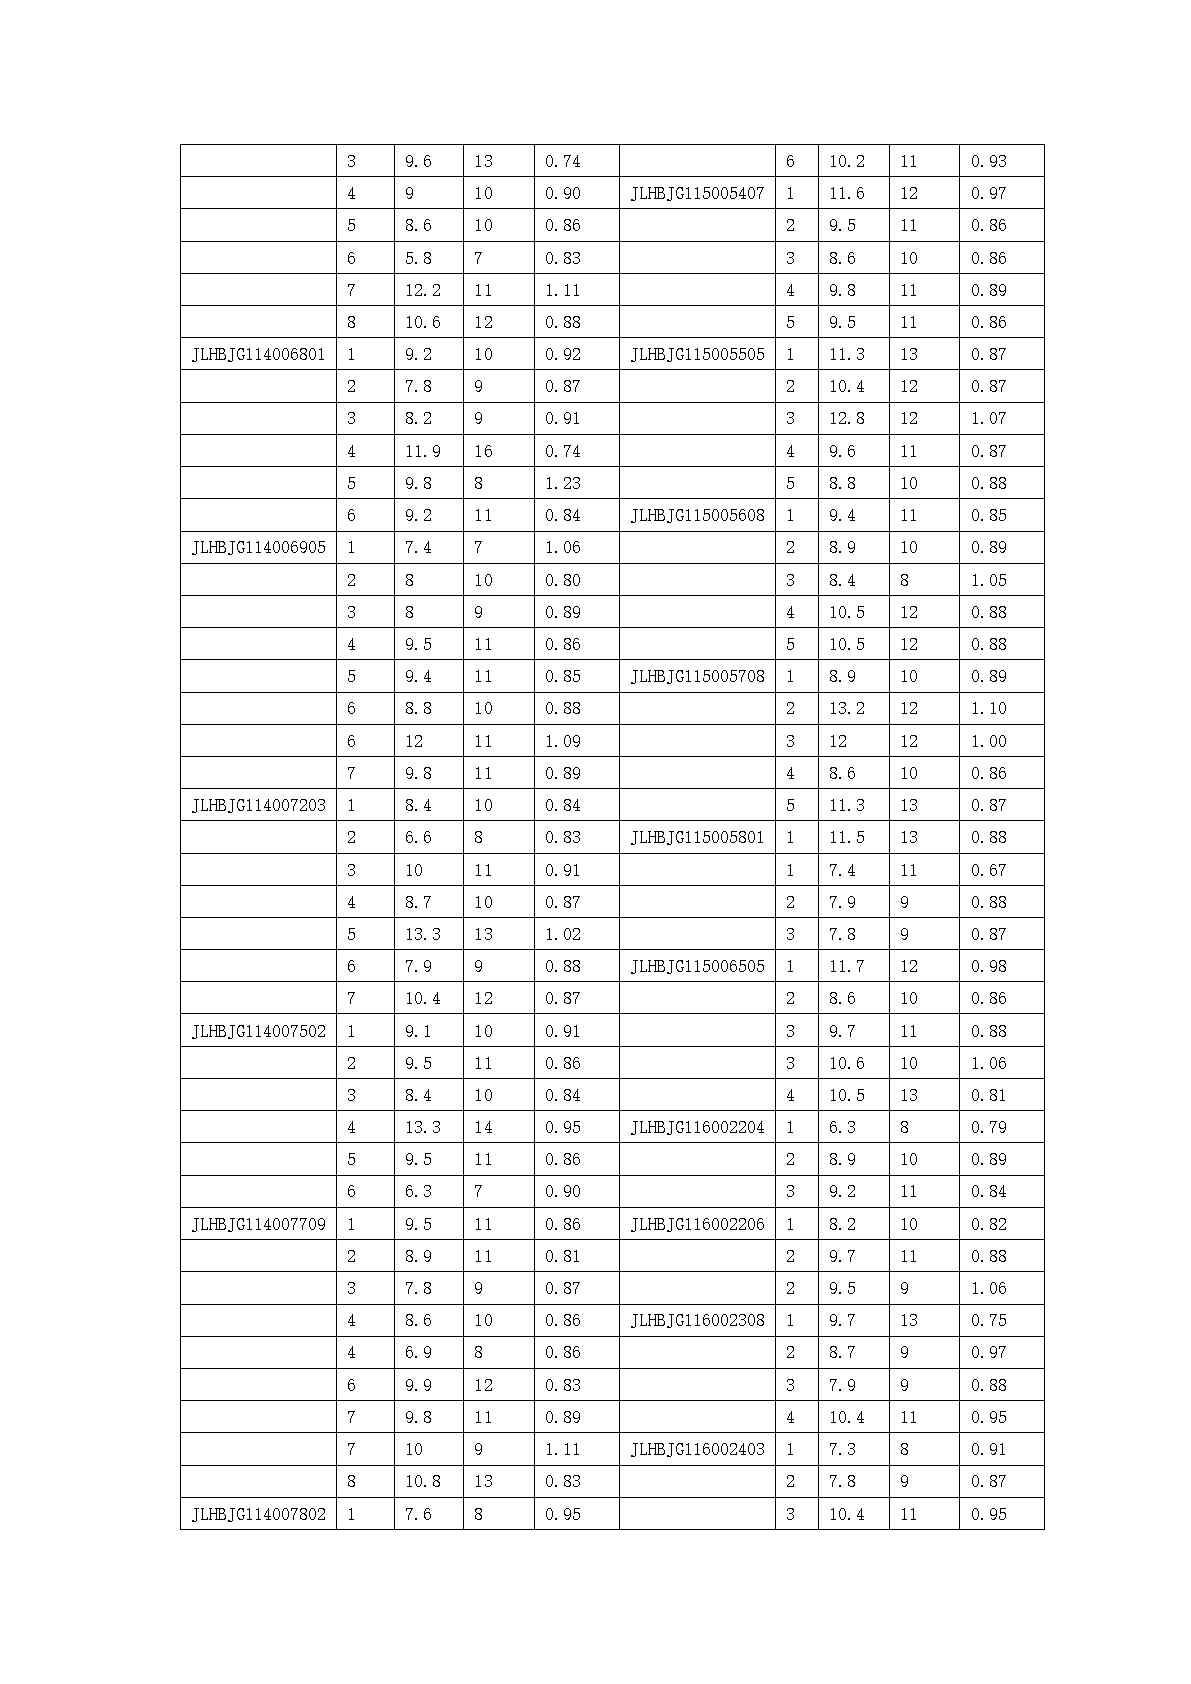 3 9.6 13 0.74 6 10.2 11 0.93
4 9 10 0.90 JLHBJG115005407 1 11.6 12 0.97
5 8.6 10 0.86 2 9.5 11 0.86
6 5.8 7 0.83 3 8.6 10 0.86
7 12.2 11 1.11 4 9.8 11 0.89
8 10.6 12 0.88 5 9.5 11 0.86
JLHBJG114006801 1 9.2 10 0.92 JLHBJG115005505 1 11.3 13 0.87
2 7.8 9 0.87 2 10.4 12 0.87
3 8.2 9 0.91 3 12.8 12 1.07
4 11.9 16 0.74 4 9.6 11 0.87
5 9.8 8 1.23 5 8.8 10 0.88
6 9.2 11 0.84 JLHBJG115005608 1 9.4 11 0.85
JLHBJG114006905 1 7.4 7 1.06 2 8.9 10 0.89
2 8 10 0.80 3 8.4 8 1.05
3 8 9 0.89 4 10.5 12 0.88
4 9.5 11 0.86 5 10.5 12 0.88
5 9.4 11 0.85 JLHBJG115005708 1 8.9 10 0.89
6 8.8 10 0.88 2 13.2 12 1.10
6 12 11 1.09 3 12 12 1.00
7 9.8 11 0.89 4 8.6 10 0.86
JLHBJG114007203 1 8.4 10 0.84 5 11.3 13 0.87
2 6.6 8 0.83 JLHBJG115005801 1 11.5 13 0.88
3 10 11 0.91 1 7.4 11 0.67
4 8.7 10 0.87 2 7.9 9 0.88
5 13.3 13 1.02 3 7.8 9 0.87
6 7.9 9 0.88 JLHBJG115006505 1 11.7 12 0.98
7 10.4 12 0.87 2 8.6 10 0.86
JLHBJG114007502 1 9.1 10 0.91 3 9.7 11 0.88
2 9.5 11 0.86 3 10.6 10 1.06
3 8.4 10 0.84 4 10.5 13 0.81
4 13.3 14 0.95 JLHBJG116002204 1 6.3 8 0.79
5 9.5 11 0.86 2 8.9 10 0.89
6 6.3 7 0.90 3 9.2 11 0.84
JLHBJG114007709 1 9.5 11 0.86 JLHBJG116002206 1 8.2 10 0.82
2 8.9 11 0.81 2 9.7 11 0.88
3 7.8 9 0.87 2 9.5 9 1.06
4 8.6 10 0.86 JLHBJG116002308 1 9.7 13 0.75
4 6.9 8 0.86 2 8.7 9 0.97
6 9.9 12 0.83 3 7.9 9 0.88
7 9.8 11 0.89 4 10.4 11 0.95
7 10 9 1.11 JLHBJG116002403 1 7.3 8 0.91
8 10.8 13 0.83 2 7.8 9 0.87
JLHBJG114007802 1 7.6 8 0.95 3 10.4 11 0.95